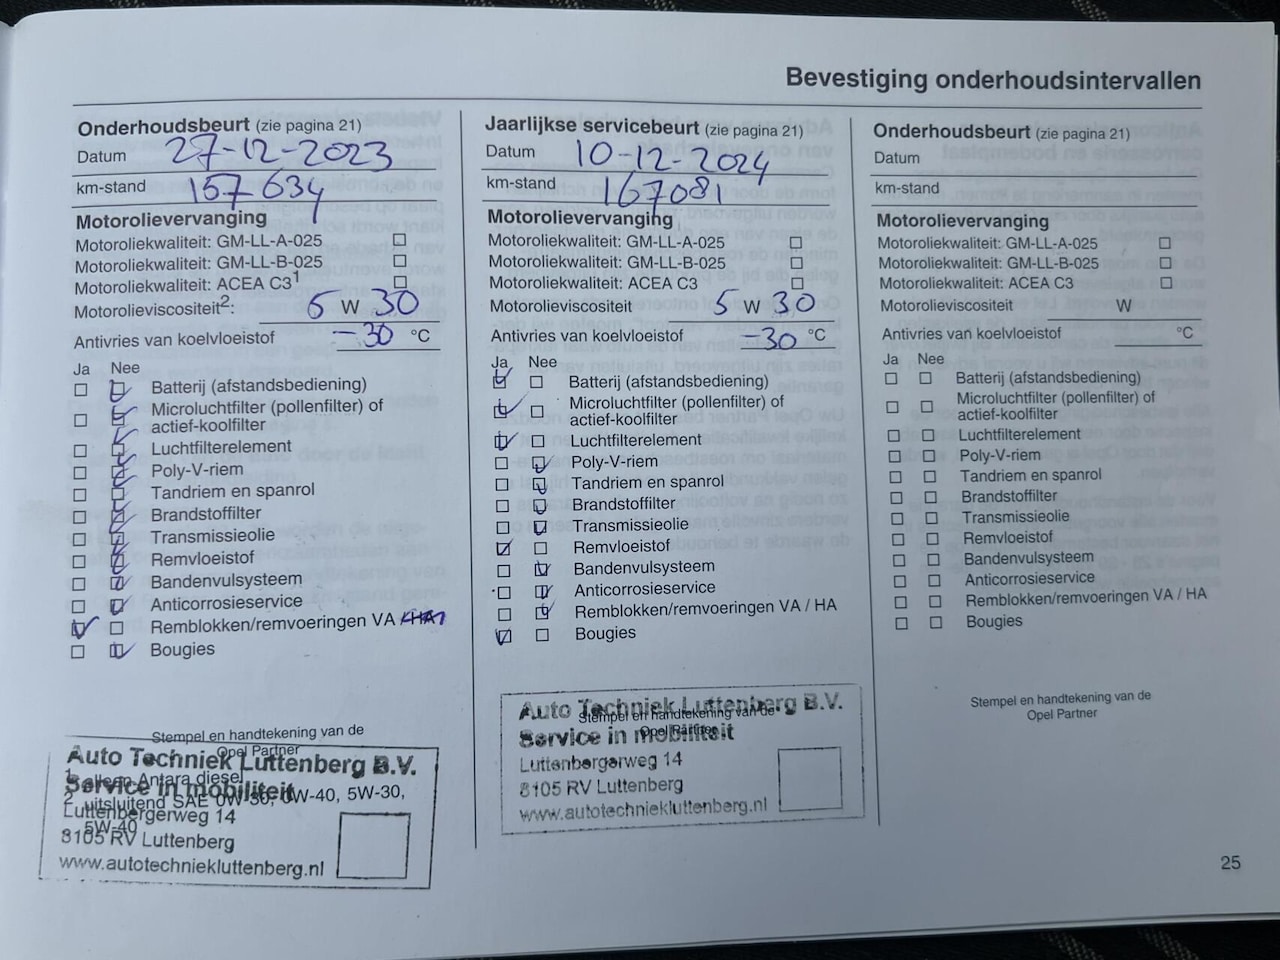 Bevestiging onderhoudsintervallen
Onderhoudsbeurt (zie pagina 21)
Datum 27-12-2023
km-stand 157634
Motorolievervanging
Motoroliekwaliteit: GM-LL-A-025
Motoroliekwaliteit: GM-LL-B-025
Motoroliekwaliteit: ACEA C3 1
Motorolieviscositeit2: 5 W 30
Antivries van koelvloeistof -30 °C
Ja Nee
Batterij (afstandsbediening)
Microluchtfilter (pollenfilter) of
actief-koolfilter
Luchtfilterelement
Poly-V-riem
Tandriem en spanrol
Brandstoffilter
Transmissieolie
Remvloeistof
Bandenvulsysteem
Anticorrosieservice
Remblokken/remvoeringen VA / HA
Bougies
Stempel en handtekening van de
Opel Partner
Auto Techniek Luttenberg B.V.
1 alleen Antara diesel
Service in mobiliteit
2 uitsluitend SAE 0W-30, 0W-40, 5W-30,
Luttenbergerweg 14
5W-40
8105 RV Luttenberg
www.autotechniekluttenberg.nl
Jaarlijkse servicebeurt (zie pagina 21)
Datum 10-12-2024
km-stand 167081
Motorolievervanging
Motoroliekwaliteit: GM-LL-A-025
Motoroliekwaliteit: GM-LL-B-025
Motoroliekwaliteit: ACEA C3
Motorolieviscositeit 5 W 30
Antivries van koelvloeistof -30 °C
Ja Nee
Batterij (afstandsbediening)
Microluchtfilter (pollenfilter) of
actief-koolfilter
Luchtfilterelement
Poly-V-riem
Tandriem en spanrol
Brandstoffilter
Transmissieolie
Remvloeistof
Bandenvulsysteem
Anticorrosieservice
Remblokken/remvoeringen VA / HA
Bougies
Auto Techniek Luttenberg B.V.
Stempel en handtekening van de
Opel Partner
Service in mobiliteit
Luttenbergerweg 14
8105 RV Luttenberg
www.autotechniekluttenberg.nl
Onderhoudsbeurt (zie pagina 21)
Datum
km-stand
Motorolievervanging
Motoroliekwaliteit: GM-LL-A-025
Motoroliekwaliteit: GM-LL-B-025
Motoroliekwaliteit: ACEA C3
Motorolieviscositeit W
Antivries van koelvloeistof °C
Ja Nee
Batterij (afstandsbediening)
Microluchtfilter (pollenfilter) of
actief-koolfilter
Luchtfilterelement
Poly-V-riem
Tandriem en spanrol
Brandstoffilter
Transmissieolie
Remvloeistof
Bandenvulsysteem
Anticorrosieservice
Remblokken/remvoeringen VA / HA
Bougies
Stempel en handtekening van de
Opel Partner
25